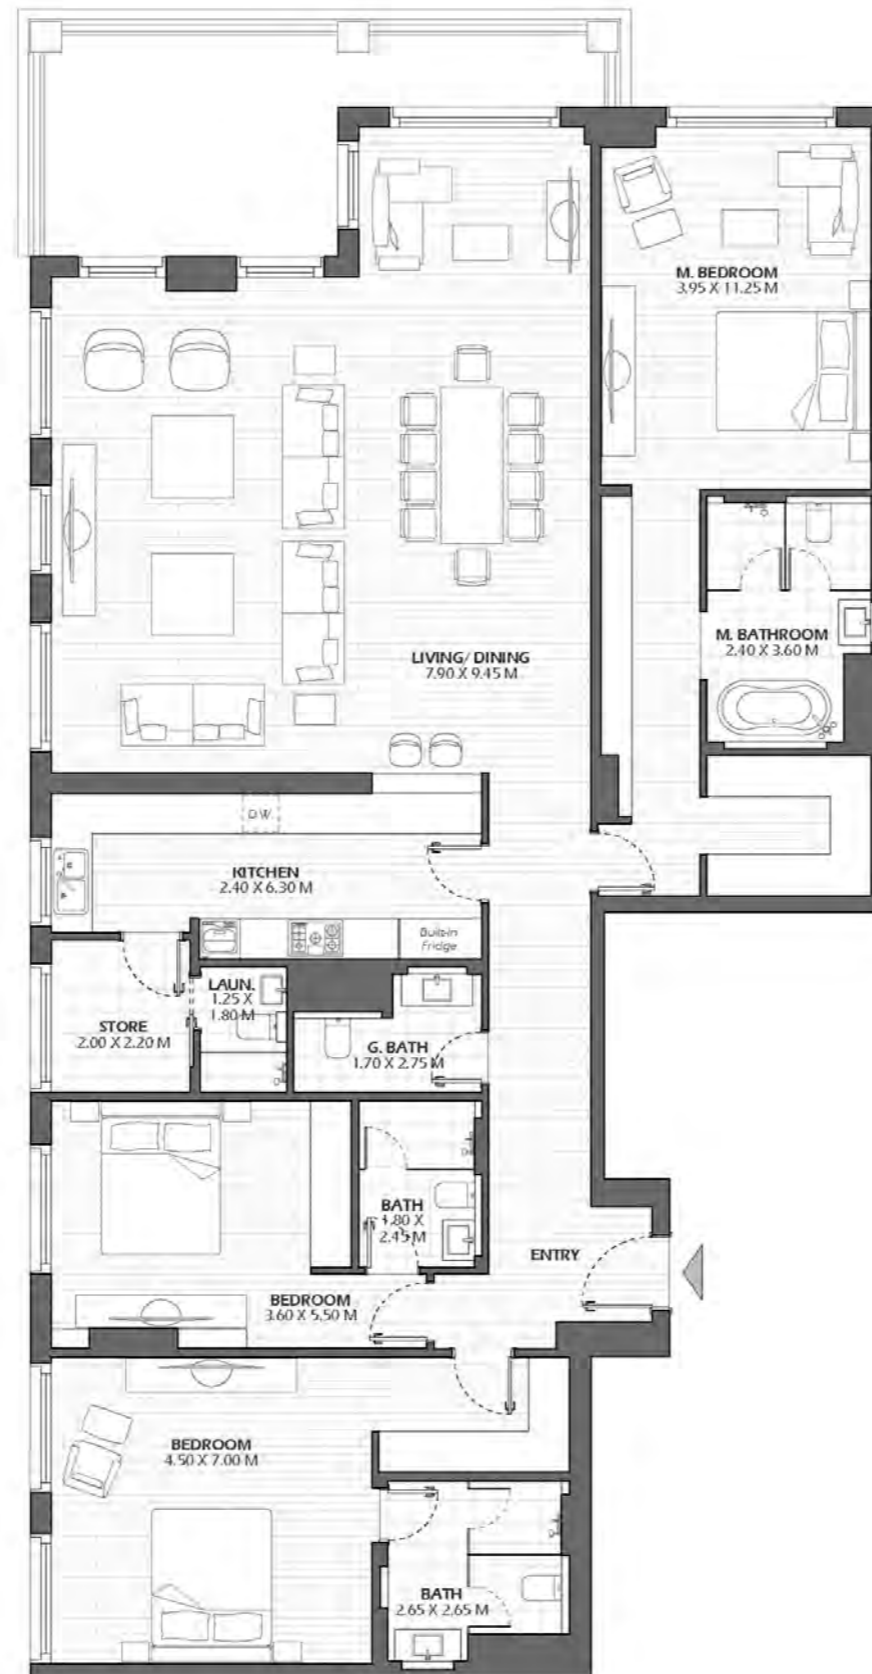 M. BEDROOM
3.95 X 11.25 M
M. BATHROOM
2.40 X 3.60 M
LIVING/ DINING
7.90 X 9.45 M
DW
KITCHEN
2.40 X 6.30 M
Built-in
Fridge
LAUN.
1.25 X
1.80 M
STORE
2.00 X 2.20 M
G. BATH
1.70 X 2.75 M
BATH
1.80 X
2.45 M
ENTRY
BEDROOM
3.60 X 5.50 M
BEDROOM
4.50 X 7.00 M
BATH
2.65 X 2.65 M